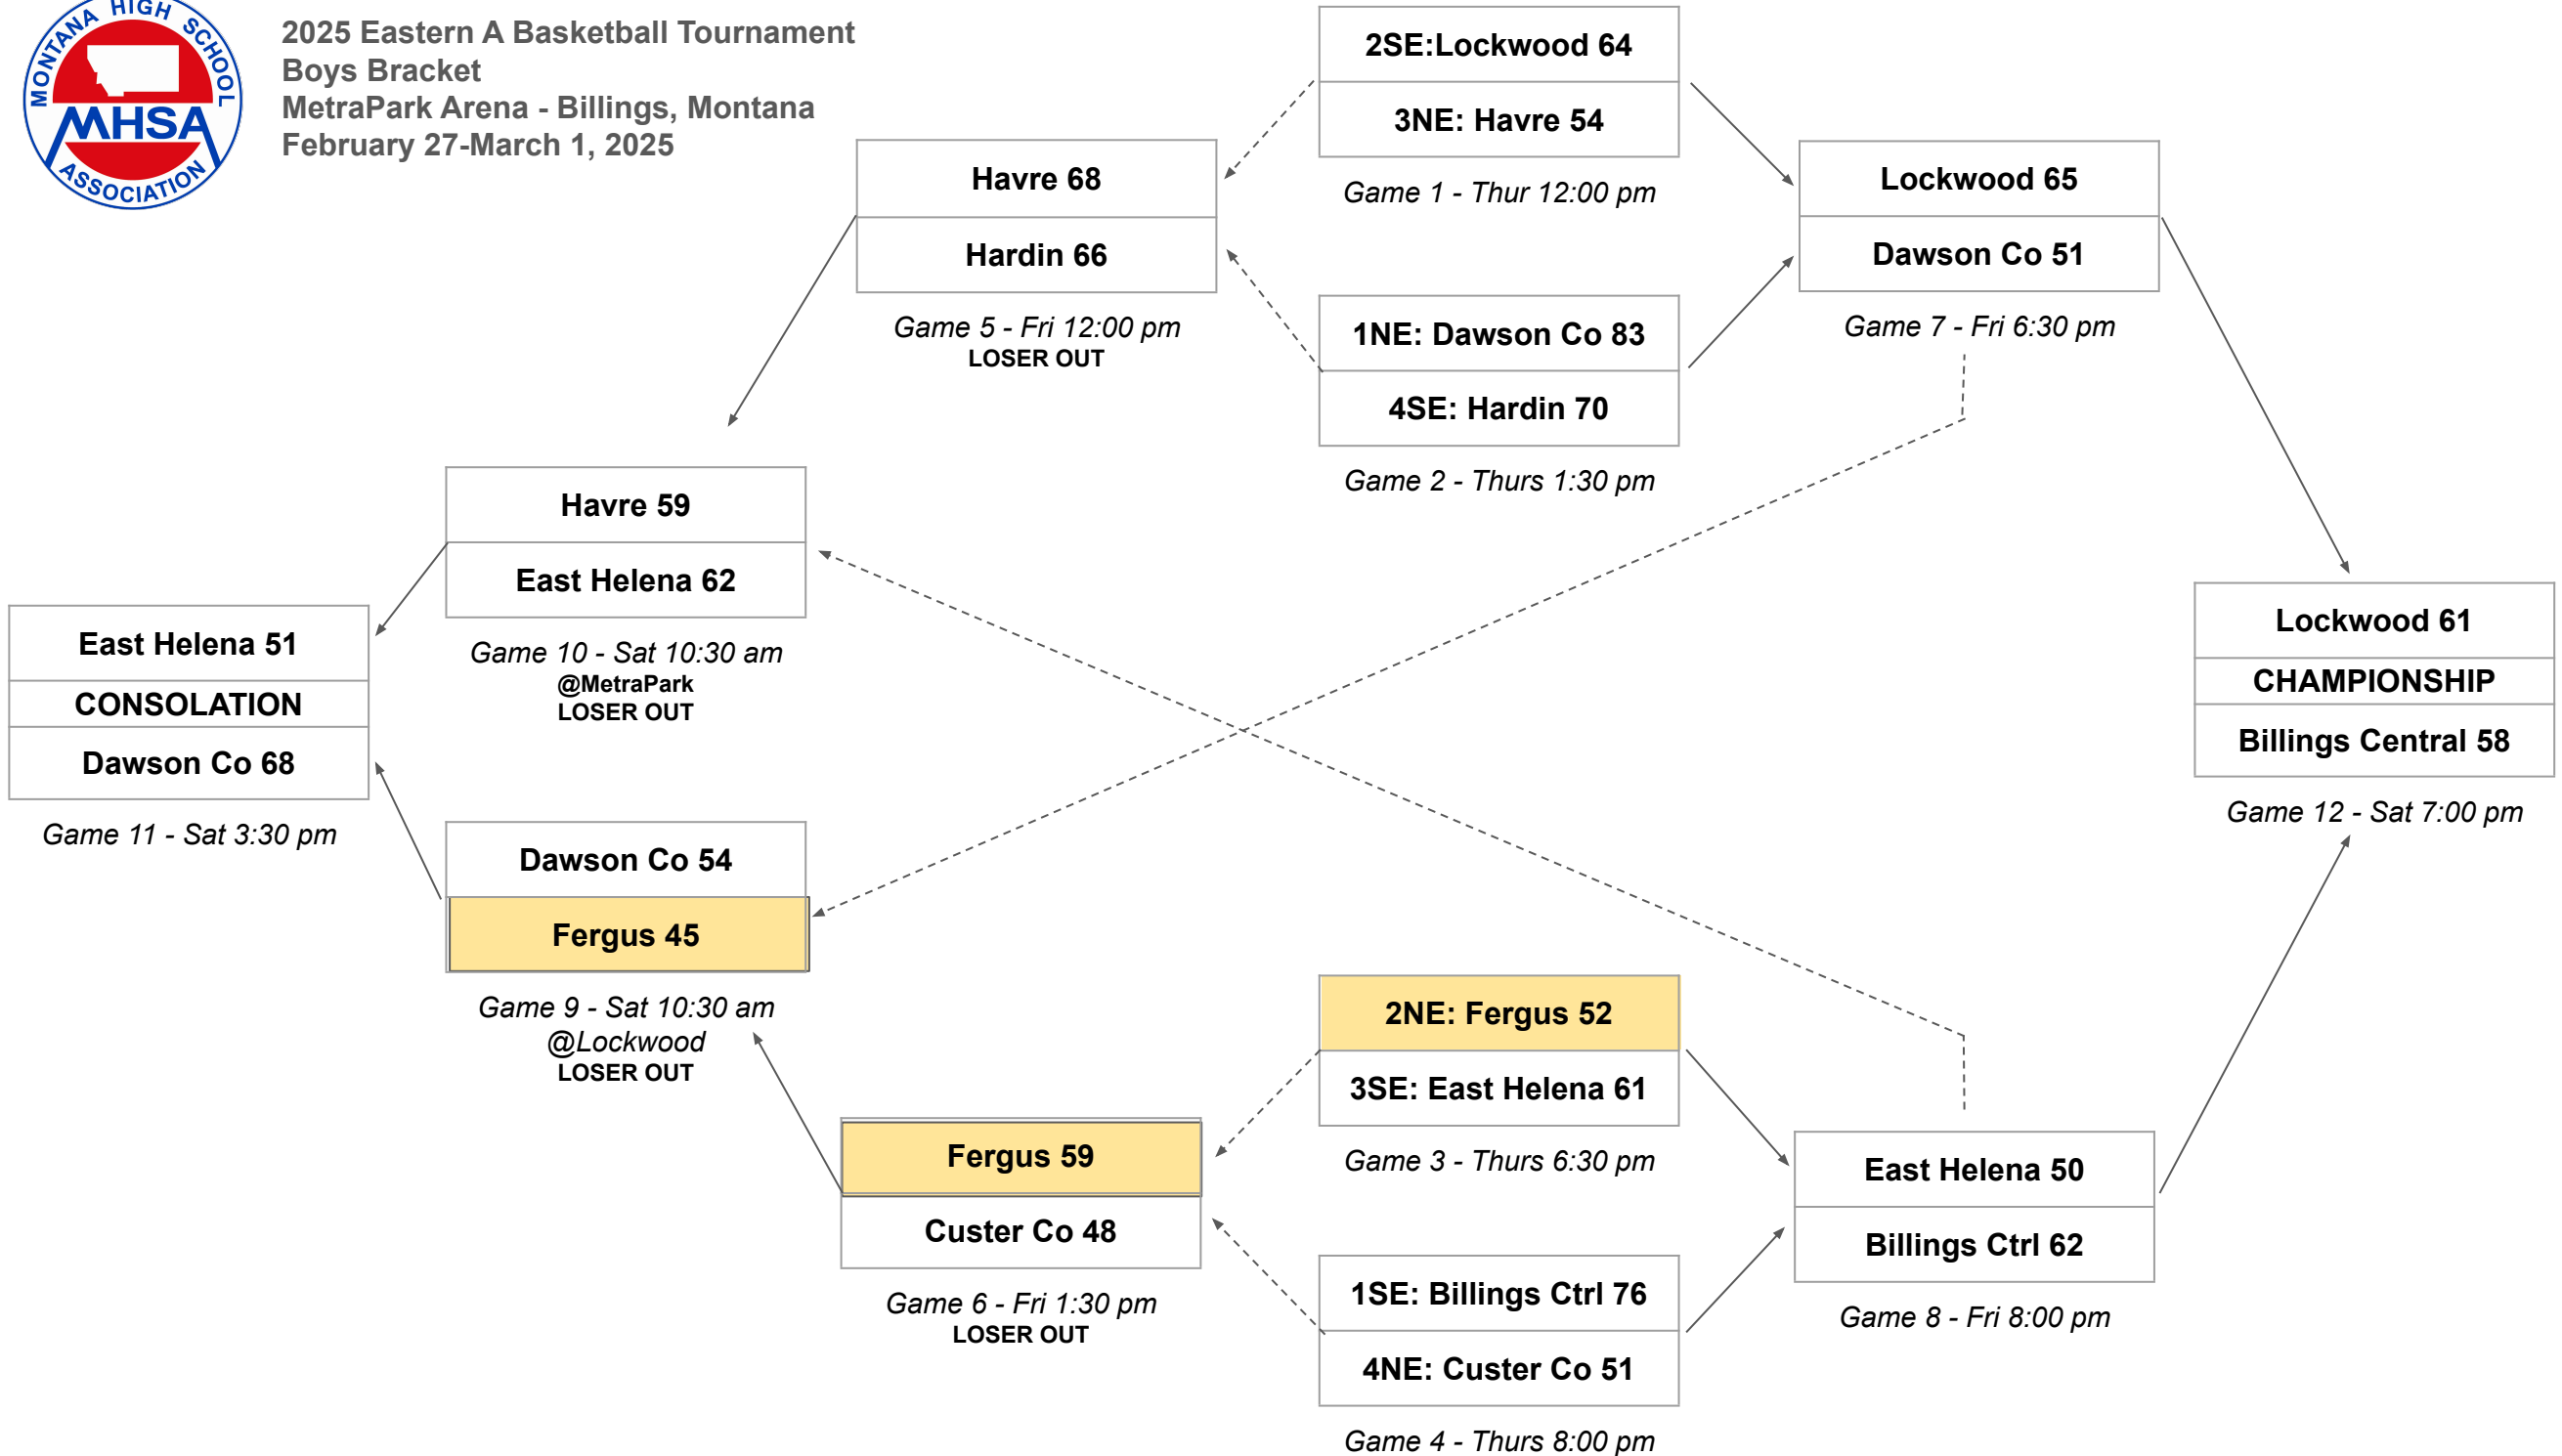 MONTANA HIGH SCHOOL
MHSA
ASSOCIATION
2025 Eastern A Basketball Tournament
Boys Bracket
MetraPark Arena - Billings, Montana
February 27-March 1, 2025
2SE:Lockwood 64
3NE: Havre 54
Game 1 - Thur 12:00 pm
Havre 68
Hardin 66
Game 5 - Fri 12:00 pm
LOSER OUT
Lockwood 65
Dawson Co 51
Game 7 - Fri 6:30 pm
1NE: Dawson Co 83
4SE: Hardin 70
Game 2 - Thurs 1:30 pm
Havre 59
East Helena 62
Game 10 - Sat 10:30 am
@MetraPark
LOSER OUT
East Helena 51
CONSOLATION
Dawson Co 68
Game 11 - Sat 3:30 pm
Lockwood 61
CHAMPIONSHIP
Billings Central 58
Game 12 - Sat 7:00 pm
Dawson Co 54
Fergus 45
Game 9 - Sat 10:30 am
@Lockwood
LOSER OUT
2NE: Fergus 52
3SE: East Helena 61
Game 3 - Thurs 6:30 pm
Fergus 59
Custer Co 48
Game 6 - Fri 1:30 pm
LOSER OUT
East Helena 50
Billings Ctrl 62
Game 8 - Fri 8:00 pm
1SE: Billings Ctrl 76
4NE: Custer Co 51
Game 4 - Thurs 8:00 pm